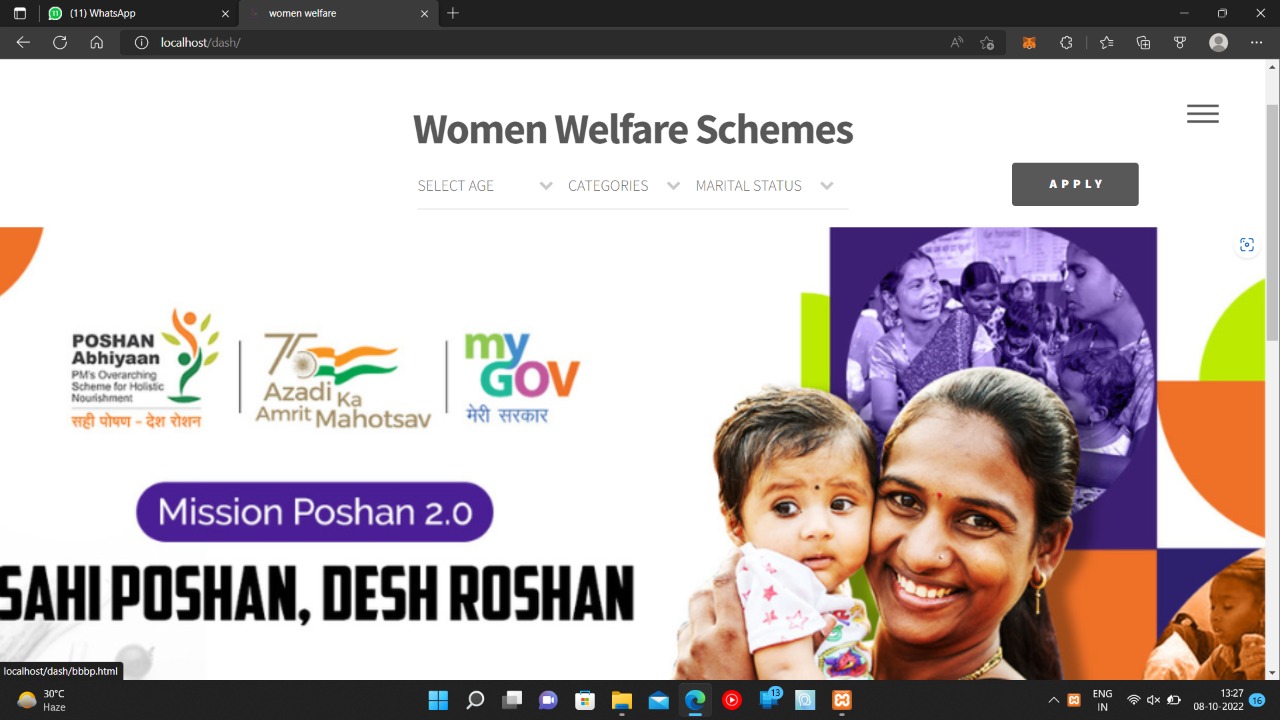 (11) WhatsApp
women welfare
localhost/dash/
Women Welfare Schemes
SELECT AGE
CATEGORIES
MARITAL STATUS
APPLY
POSHAN
Abhiyaan
PM's Overarching
Scheme for Holistic
Nourishment
सही पोषण - देश रोशन
75
Azadi Ka
Amrit Mahotsav
my
GOV
मेरी सरकार
Mission Poshan 2.0
SAHI POSHAN, DESH ROSHAN
localhost/dash/bbbp.html
30°C
Haze
13
ENG
IN
13:27
08-10-2022
16